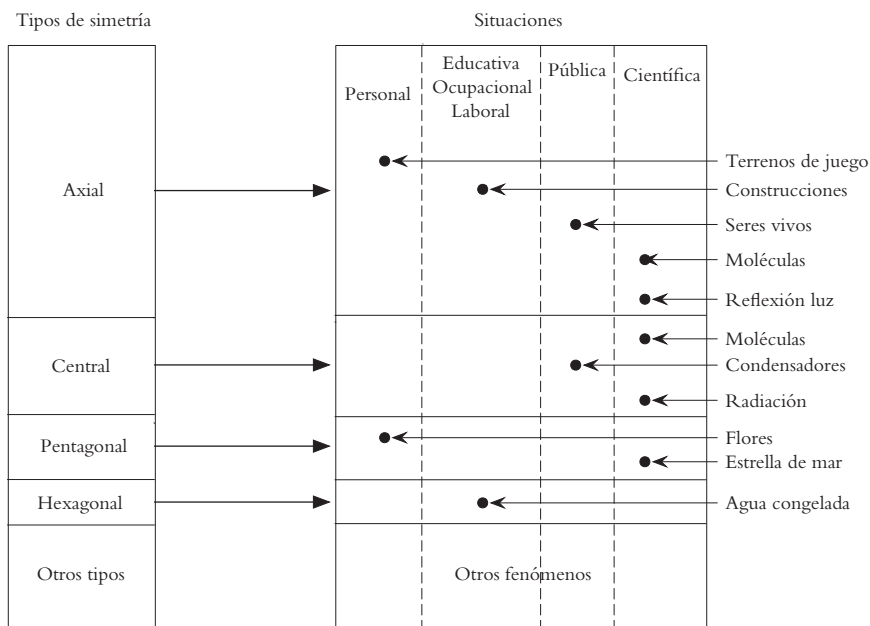 Tipos de simetría
Situaciones
Personal
Educativa
Ocupacional
Laboral
Pública
Científica
Axial
Terrenos de juego
Construcciones
Seres vivos
Moléculas
Reflexión luz
Central
Moléculas
Condensadores
Radiación
Pentagonal
Flores
Estrella de mar
Hexagonal
Agua congelada
Otros tipos
Otros fenómenos